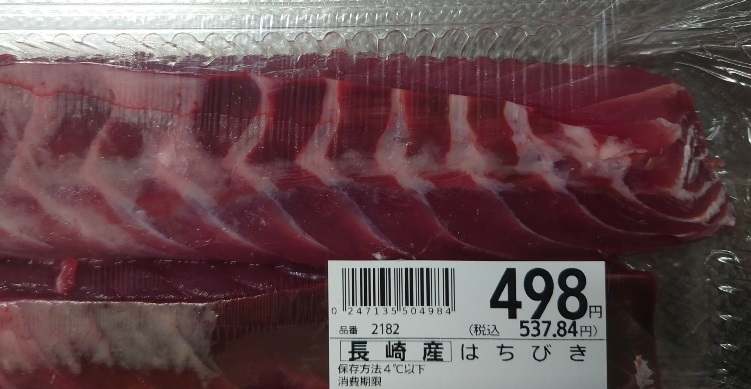 498円
0 247135 504984
品番 2182 (税込 537.84円)
長崎産 はちびき
保存方法4℃以下
消費期限